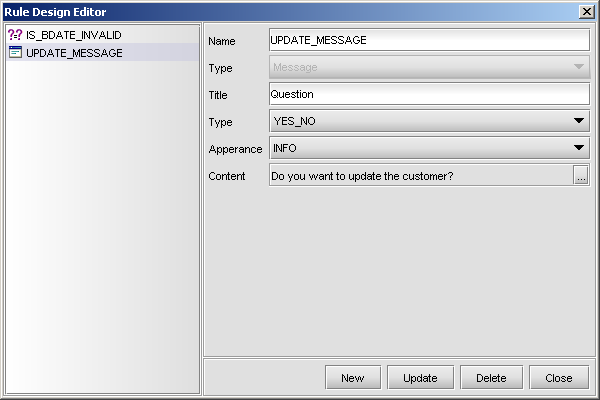 Rule Design Editor
IS_BDATE_INVALID
UPDATE_MESSAGE
Name UPDATE_MESSAGE
Type Message
Title Question
Type YES_NO
Apperance INFO
Content Do you want to update the customer? ...
New Update Delete Close